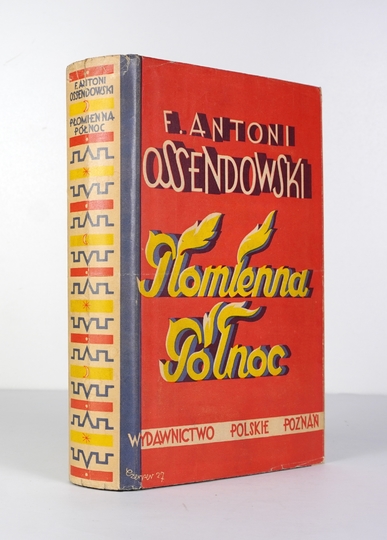 F. ANTONI
OSSENDOWSKI
PŁOMIENNA
PÓŁNOC
F. ANTONI
OSSENDOWSKI
Płomienna
Północ
WYDAWNICTWO POLSKIE POZNAŃ